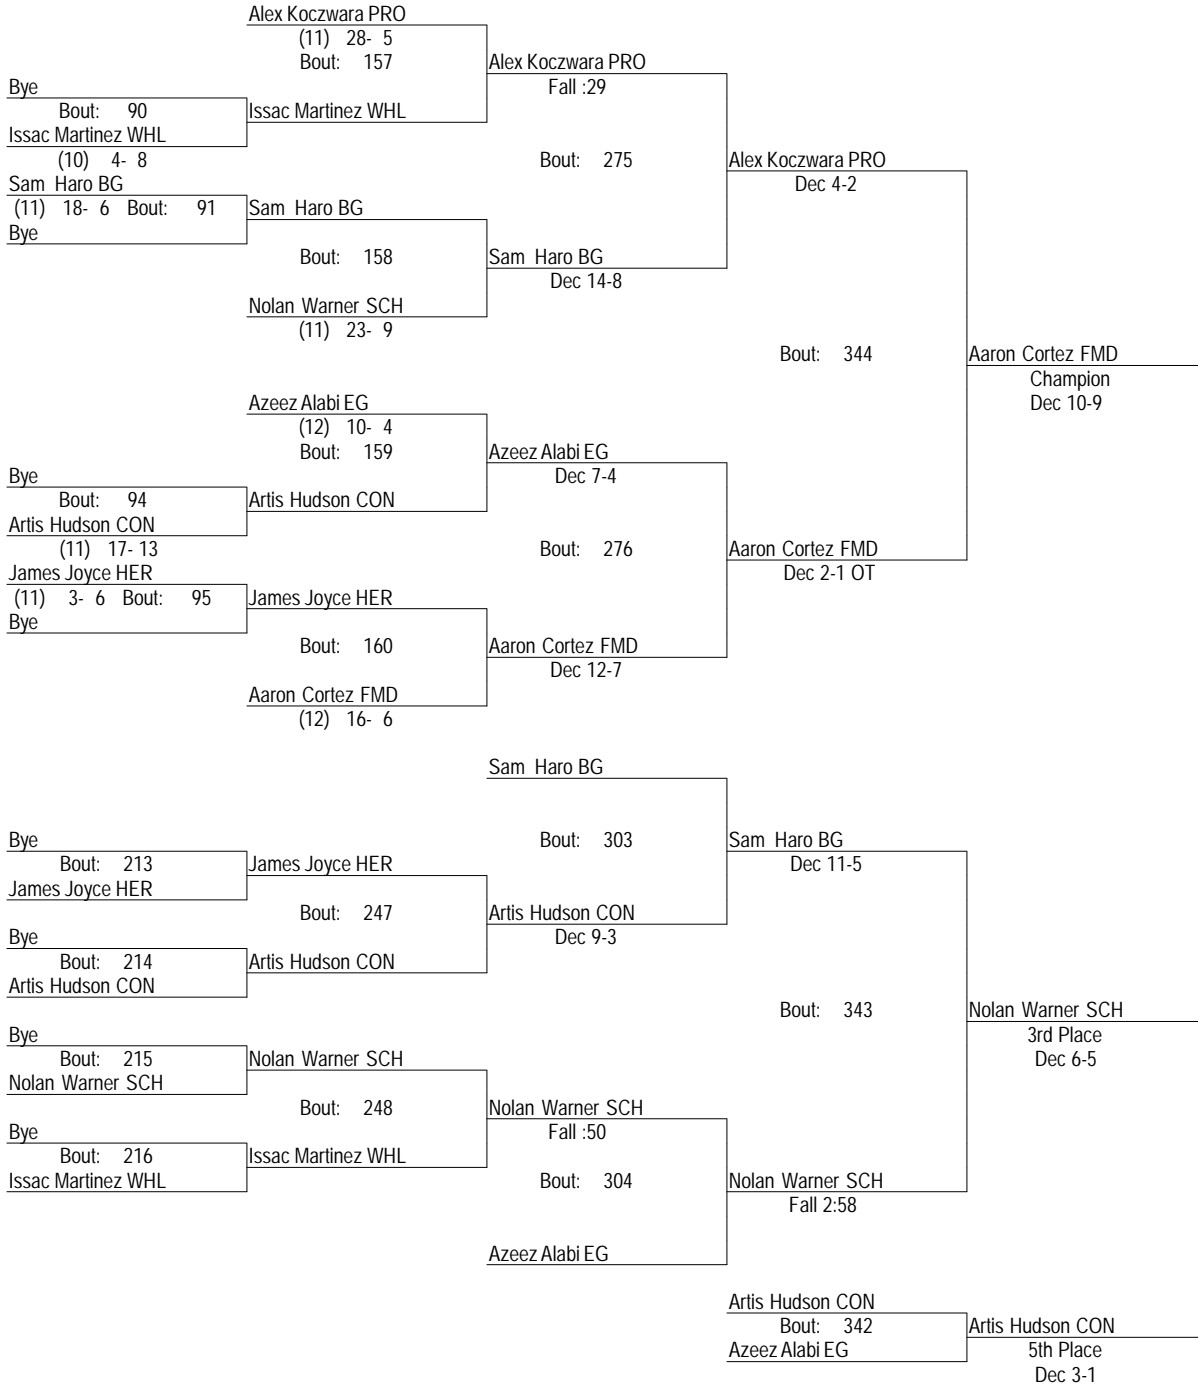 Alex Koczwara PRO
(11) 28- 5
Bout: 157
Alex Koczwara PRO
Fall :29
Bye
Bout: 90
Issac Martinez WHL
Issac Martinez WHL
(10) 4- 8
Bout: 275
Alex Koczwara PRO
Dec 4-2
Sam Haro BG
(11) 18- 6 Bout: 91
Sam Haro BG
Bye
Bout: 158
Sam Haro BG
Dec 14-8
Nolan Warner SCH
(11) 23- 9
Bout: 344
Aaron Cortez FMD
Champion
Dec 10-9
Azeez Alabi EG
(12) 10- 4
Bout: 159
Azeez Alabi EG
Dec 7-4
Bye
Bout: 94
Artis Hudson CON
Artis Hudson CON
(11) 17- 13
Bout: 276
Aaron Cortez FMD
Dec 2-1 OT
James Joyce HER
(11) 3- 6 Bout: 95
James Joyce HER
Bye
Bout: 160
Aaron Cortez FMD
Dec 12-7
Aaron Cortez FMD
(12) 16- 6
Sam Haro BG
Bout: 303
Sam Haro BG
Dec 11-5
Bye
Bout: 213
James Joyce HER
James Joyce HER
Bout: 247
Artis Hudson CON
Dec 9-3
Bye
Bout: 214
Artis Hudson CON
Artis Hudson CON
Bout: 343
Nolan Warner SCH
3rd Place
Dec 6-5
Bye
Bout: 215
Nolan Warner SCH
Nolan Warner SCH
Bout: 248
Nolan Warner SCH
Fall :50
Bye
Bout: 216
Issac Martinez WHL
Issac Martinez WHL
Bout: 304
Nolan Warner SCH
Fall 2:58
Azeez Alabi EG
Artis Hudson CON
Bout: 342
Artis Hudson CON
Azeez Alabi EG
5th Place
Dec 3-1